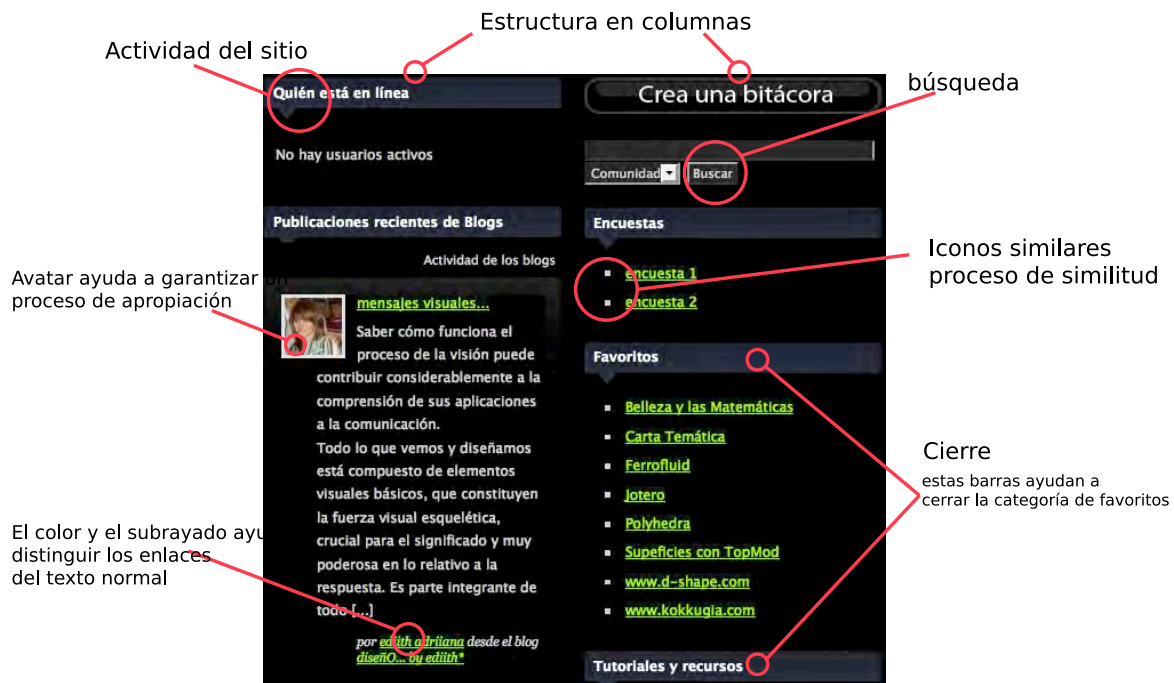 Estructura en columnas
Actividad del sitio
búsqueda
Quién está en línea
No hay usuarios activos
Publicaciones recientes de Blogs
Actividad de los blogs
mensajes visuales...
Saber cómo funciona el
proceso de la visión puede
contribuir considerablemente a la
comprensión de sus aplicaciones
a la comunicación.
Todo lo que vemos y diseñamos
está compuesto de elementos
visuales básicos, que constituyen
la fuerza visual esquelética,
crucial para el significado y muy
poderosa en lo relativo a la
respuesta. Es parte integrante de
todo [...]
por ediith adriiana desde el blog
diseñO... by ediith*
Avatar ayuda a garantizar un
proceso de apropiación
El color y el subrayado ayu
distinguir los enlaces
del texto normal
Crea una bitácora
Comunidad Buscar
Encuestas
encuesta 1
encuesta 2
Favoritos
Belleza y las Matemáticas
Carta Temática
Ferrofluid
Jotero
Polyhedra
Supeficies con TopMod
www.d-shape.com
www.kokkugia.com
Tutoriales y recursos
Iconos similares
proceso de similitud
Cierre
estas barras ayudan a
cerrar la categoría de favoritos